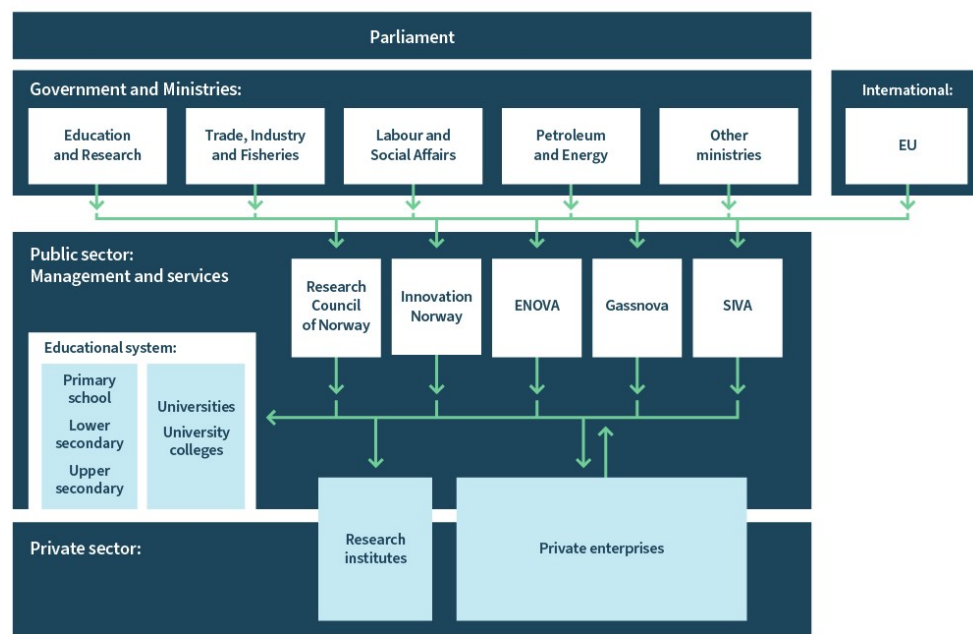 Parliament
Government and Ministries:
Education
and Research
Trade, Industry
and Fisheries
Labour and
Social Affairs
Petroleum
and Energy
Other
ministries
International:
EU
Public sector:
Management and services
Research
Council
of Norway
Innovation
Norway
ENOVA
Gassnova
SIVA
Educational system:
Primary
school
Lower
secondary
Upper
secondary
Universities
University
colleges
Private sector:
Research
institutes
Private enterprises